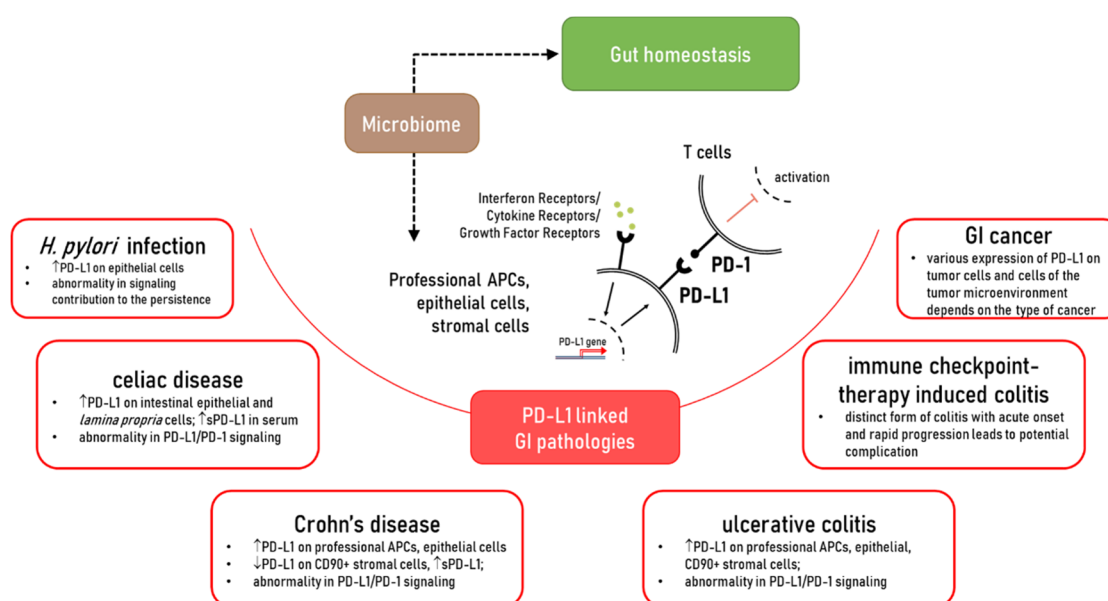 Gut homeostasis
Microbiome
T cells
activation
Interferon Receptors/
Cytokine Receptors/
Growth Factor Receptors
PD-1
PD-L1
Professional APCs,
epithelial cells,
stromal cells
PD-L1 gene
H. pylori infection
• ↑PD-L1 on epithelial cells
• abnormality in signaling
contribution to the persistence
GI cancer
• various expression of PD-L1 on
tumor cells and cells of the
tumor microenvironment
depends on the type of cancer
celiac disease
• ↑PD-L1 on intestinal epithelial and
lamina propria cells; ↑sPD-L1 in serum
• abnormality in PD-L1/PD-1 signaling
PD-L1 linked
GI pathologies
immune checkpoint-
therapy induced colitis
• distinct form of colitis with acute onset
and rapid progression leads to potential
complication
Crohn's disease
• ↑PD-L1 on professional APCs, epithelial cells
• ↓PD-L1 on CD90+ stromal cells, ↑sPD-L1;
• abnormality in PD-L1/PD-1 signaling
ulcerative colitis
• ↑PD-L1 on professional APCs, epithelial,
CD90+ stromal cells;
• abnormality in PD-L1/PD-1 signaling